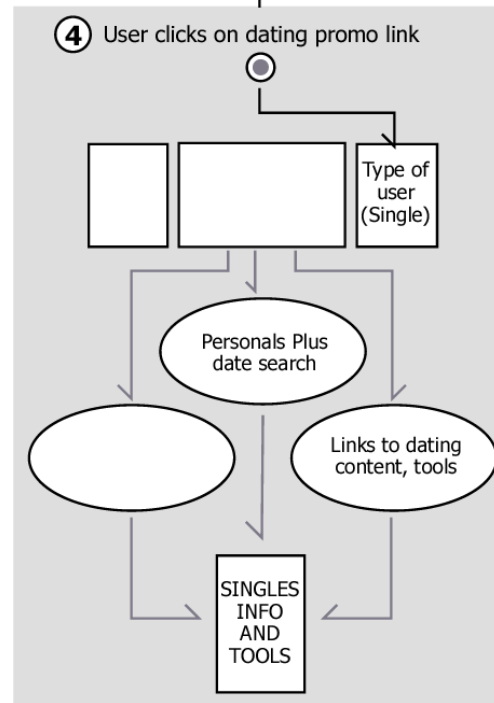 4 User clicks on dating promo link
Type of
user
(Single)
Personals Plus
date search
Links to dating
content, tools
SINGLES
INFO
AND
TOOLS